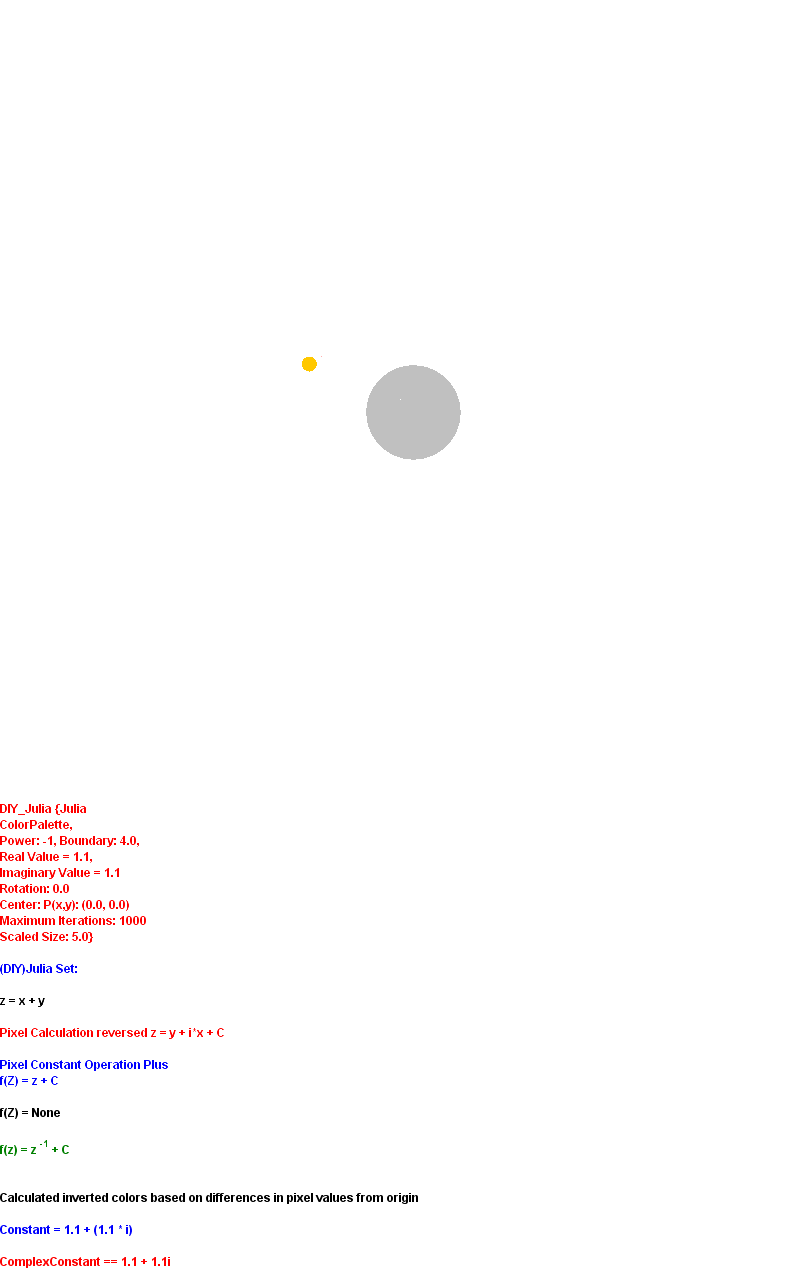 DIY_Julia {Julia
ColorPalette,
Power: -1, Boundary: 4.0,
Real Value = 1.1,
Imaginary Value = 1.1
Rotation: 0.0
Center: P(x,y): (0.0, 0.0)
Maximum Iterations: 1000
Scaled Size: 5.0}
(DIY)Julia Set:
z = x + y
Pixel Calculation reversed z = y + i*x + C
Pixel Constant Operation Plus
f(Z) = z + C
f(Z) = None
f(z) = z ⁻¹ + C
Calculated inverted colors based on differences in pixel values from origin
Constant = 1.1 + (1.1 * i)
ComplexConstant == 1.1 + 1.1i